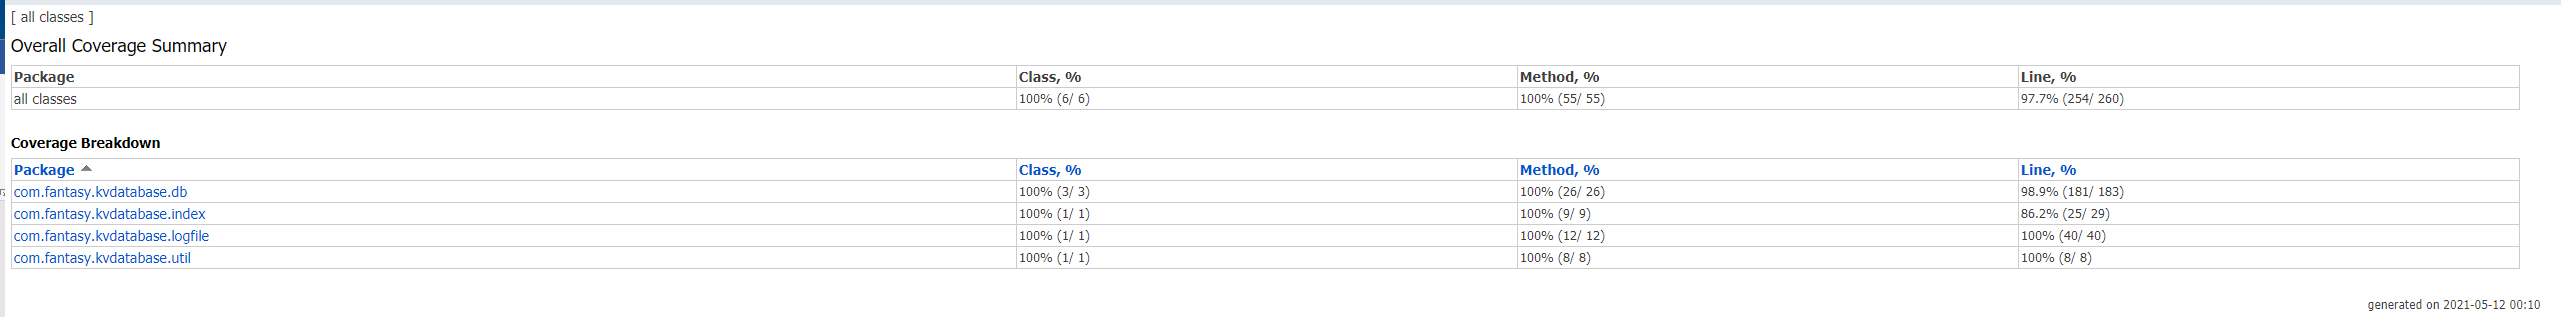 [ all classes ]
Overall Coverage Summary
Package Class, % Method, % Line, %
all classes 100% (6/ 6) 100% (55/ 55) 97.7% (254/ 260)
Coverage Breakdown
Package Class, % Method, % Line, %
com.fantasy.kvdatabase.db 100% (3/ 3) 100% (26/ 26) 98.9% (181/ 183)
com.fantasy.kvdatabase.index 100% (1/ 1) 100% (9/ 9) 86.2% (25/ 29)
com.fantasy.kvdatabase.logfile 100% (1/ 1) 100% (12/ 12) 100% (40/ 40)
com.fantasy.kvdatabase.util 100% (1/ 1) 100% (8/ 8) 100% (8/ 8)
generated on 2021-05-12 00:10